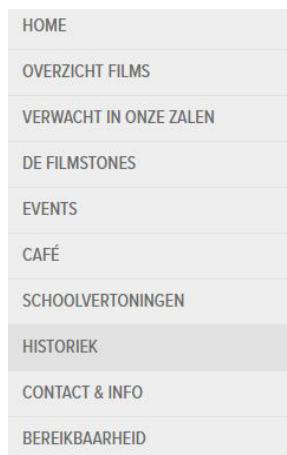 HOME
OVERZICHT FILMS
VERWACHT IN ONZE ZALEN
DE FILMSTONES
EVENTS
CAFÉ
SCHOOLVERTONINGEN
HISTORIEK
CONTACT & INFO
BEREIKBAARHEID